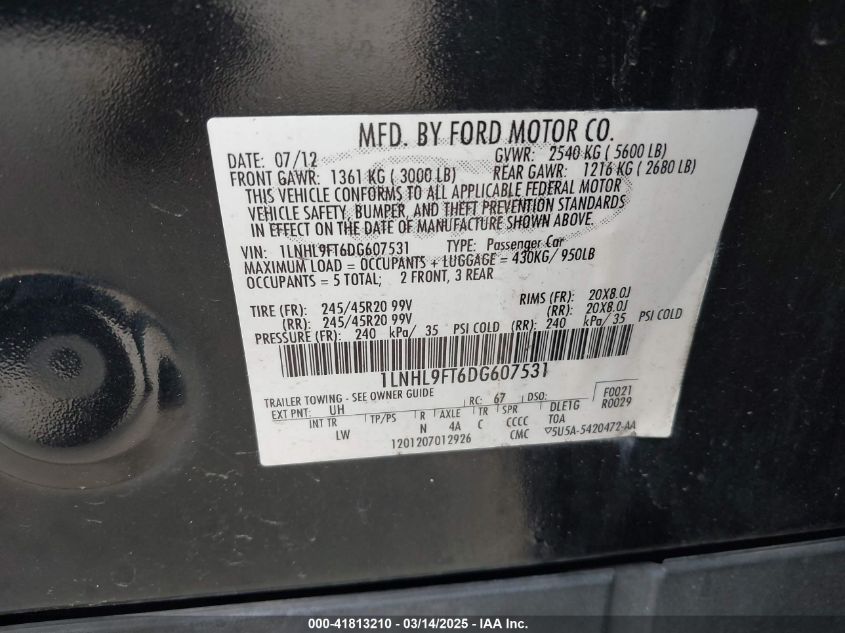 MFD. BY FORD MOTOR CO.
DATE: 07/12 GVWR: 2540 KG ( 5600 LB)
FRONT GAWR: 1361 KG ( 3000 LB) REAR GAWR: 1216 KG ( 2680 LB)
THIS VEHICLE CONFORMS TO ALL APPLICABLE FEDERAL MOTOR
VEHICLE SAFETY, BUMPER, AND THEFT PREVENTION STANDARDS
IN EFFECT ON THE DATE OF MANUFACTURE SHOWN ABOVE.
VIN: 1LNHL9FT6DG607531 TYPE: Passenger Car
MAXIMUM LOAD = OCCUPANTS + LUGGAGE = 430KG/ 950LB
OCCUPANTS = 5 TOTAL; 2 FRONT, 3 REAR
TIRE (FR): 245/45R20 99V RIMS (FR): 20X8.0J
(RR): 245/45R20 99V (RR): 20X8.0J
PRESSURE (FR): 240 kPa/ 35 PSI COLD (RR): 240 kPa/ 35 PSI COLD
1LNHL9FT6DG607531
TRAILER TOWING - SEE OWNER GUIDE
EXT PNT: UH RC: 67 DSO: F0021
INT TR TP/PS R AXLE TR SPR DLETG R0029
LW N 4A C CCCC TOA
1201207012926 CMC 5U5A-5420472-AA
000-41813210 - 03/14/2025 - IAA Inc.